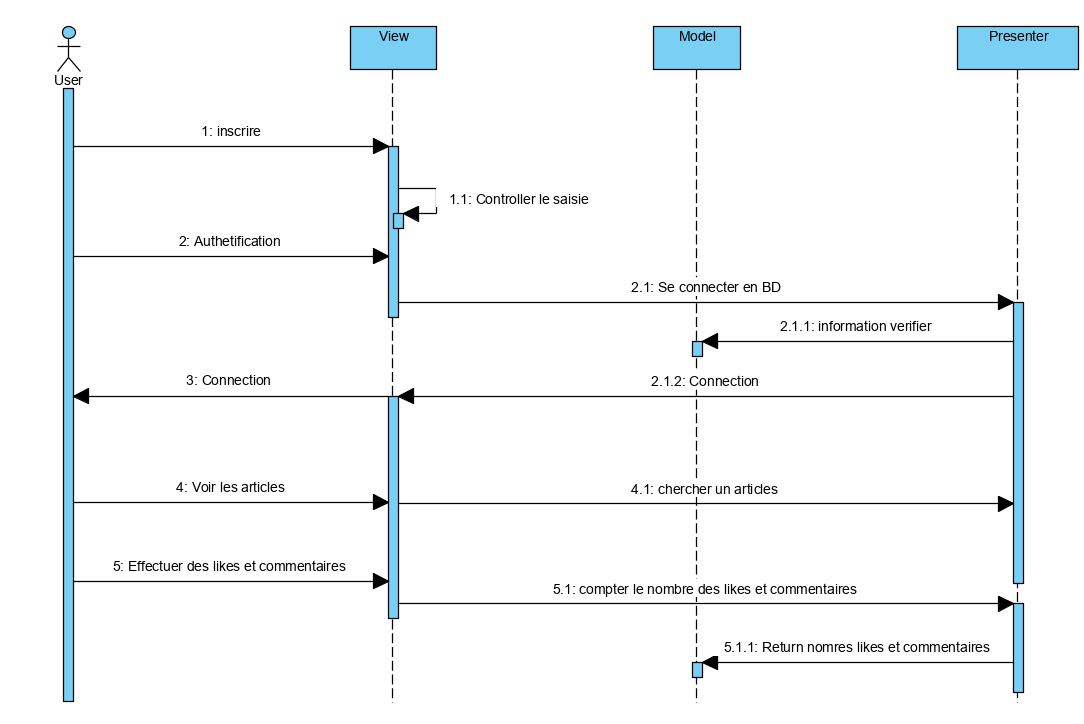 User
View
Model
Presenter
1: inscrire
1.1: Controller le saisie
2: Authetification
2.1: Se connecter en BD
2.1.1: information verifier
3: Connection
2.1.2: Connection
4: Voir les articles
4.1: chercher un articles
5: Effectuer des likes et commentaires
5.1: compter le nombre des likes et commentaires
5.1.1: Return nomres likes et commentaires